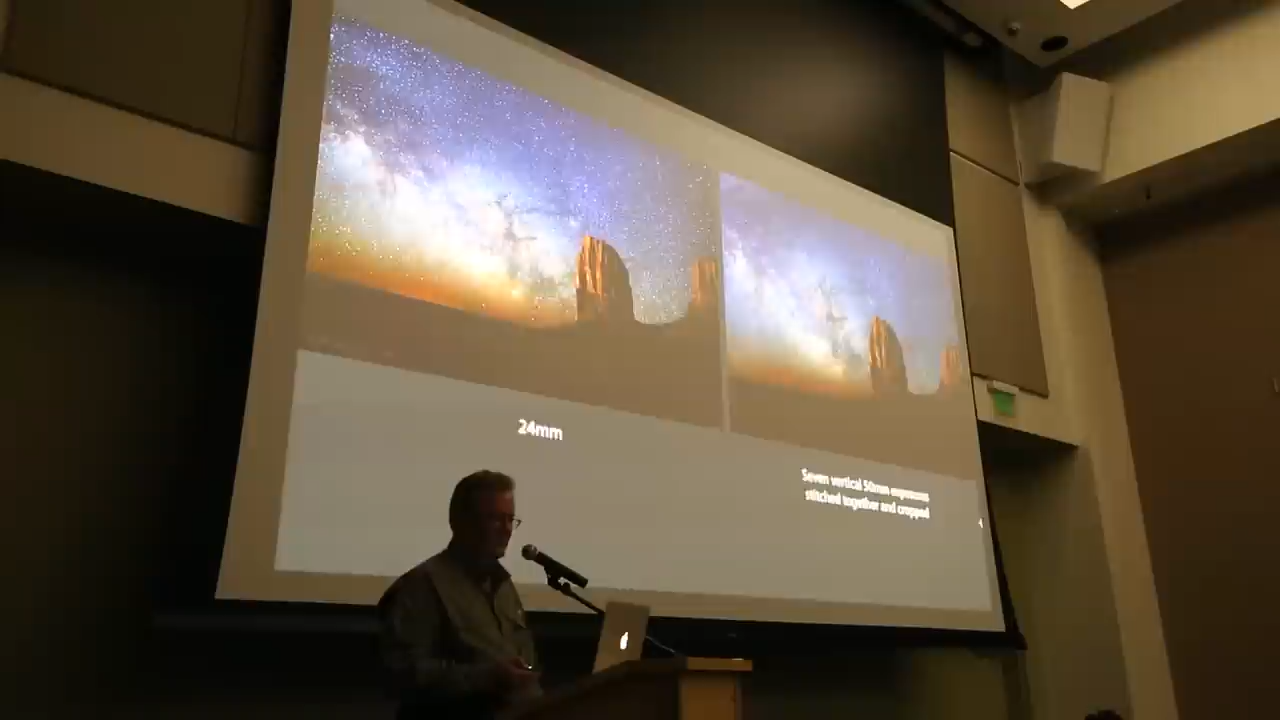 24mm
Seven vertical 50mm exposures
stitched together and cropped